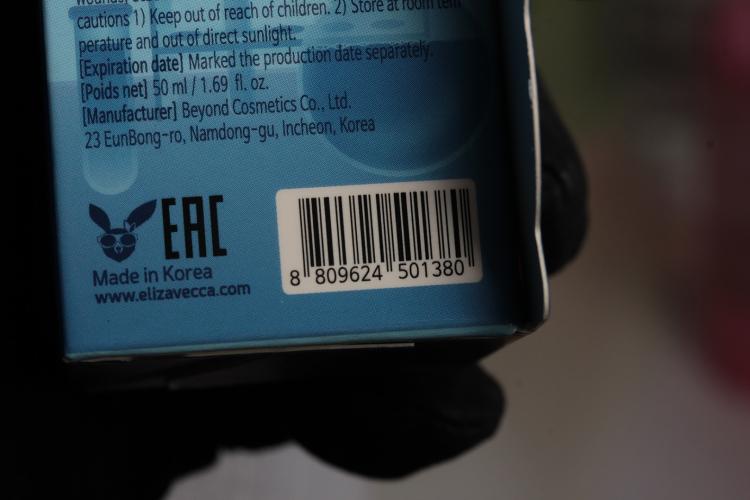 cautions 1) Keep out of reach of children. 2) Store at room tem
perature and out of direct sunlight.
[Expiration date] Marked the production date separately.
[Poids net] 50 ml / 1.69 fl. oz.
[Manufacturer] Beyond Cosmetics Co., Ltd.
23 EunBong-ro, Namdong-gu, Incheon, Korea
EAC
Made in Korea
www.elizavecca.com
8 809624 501380